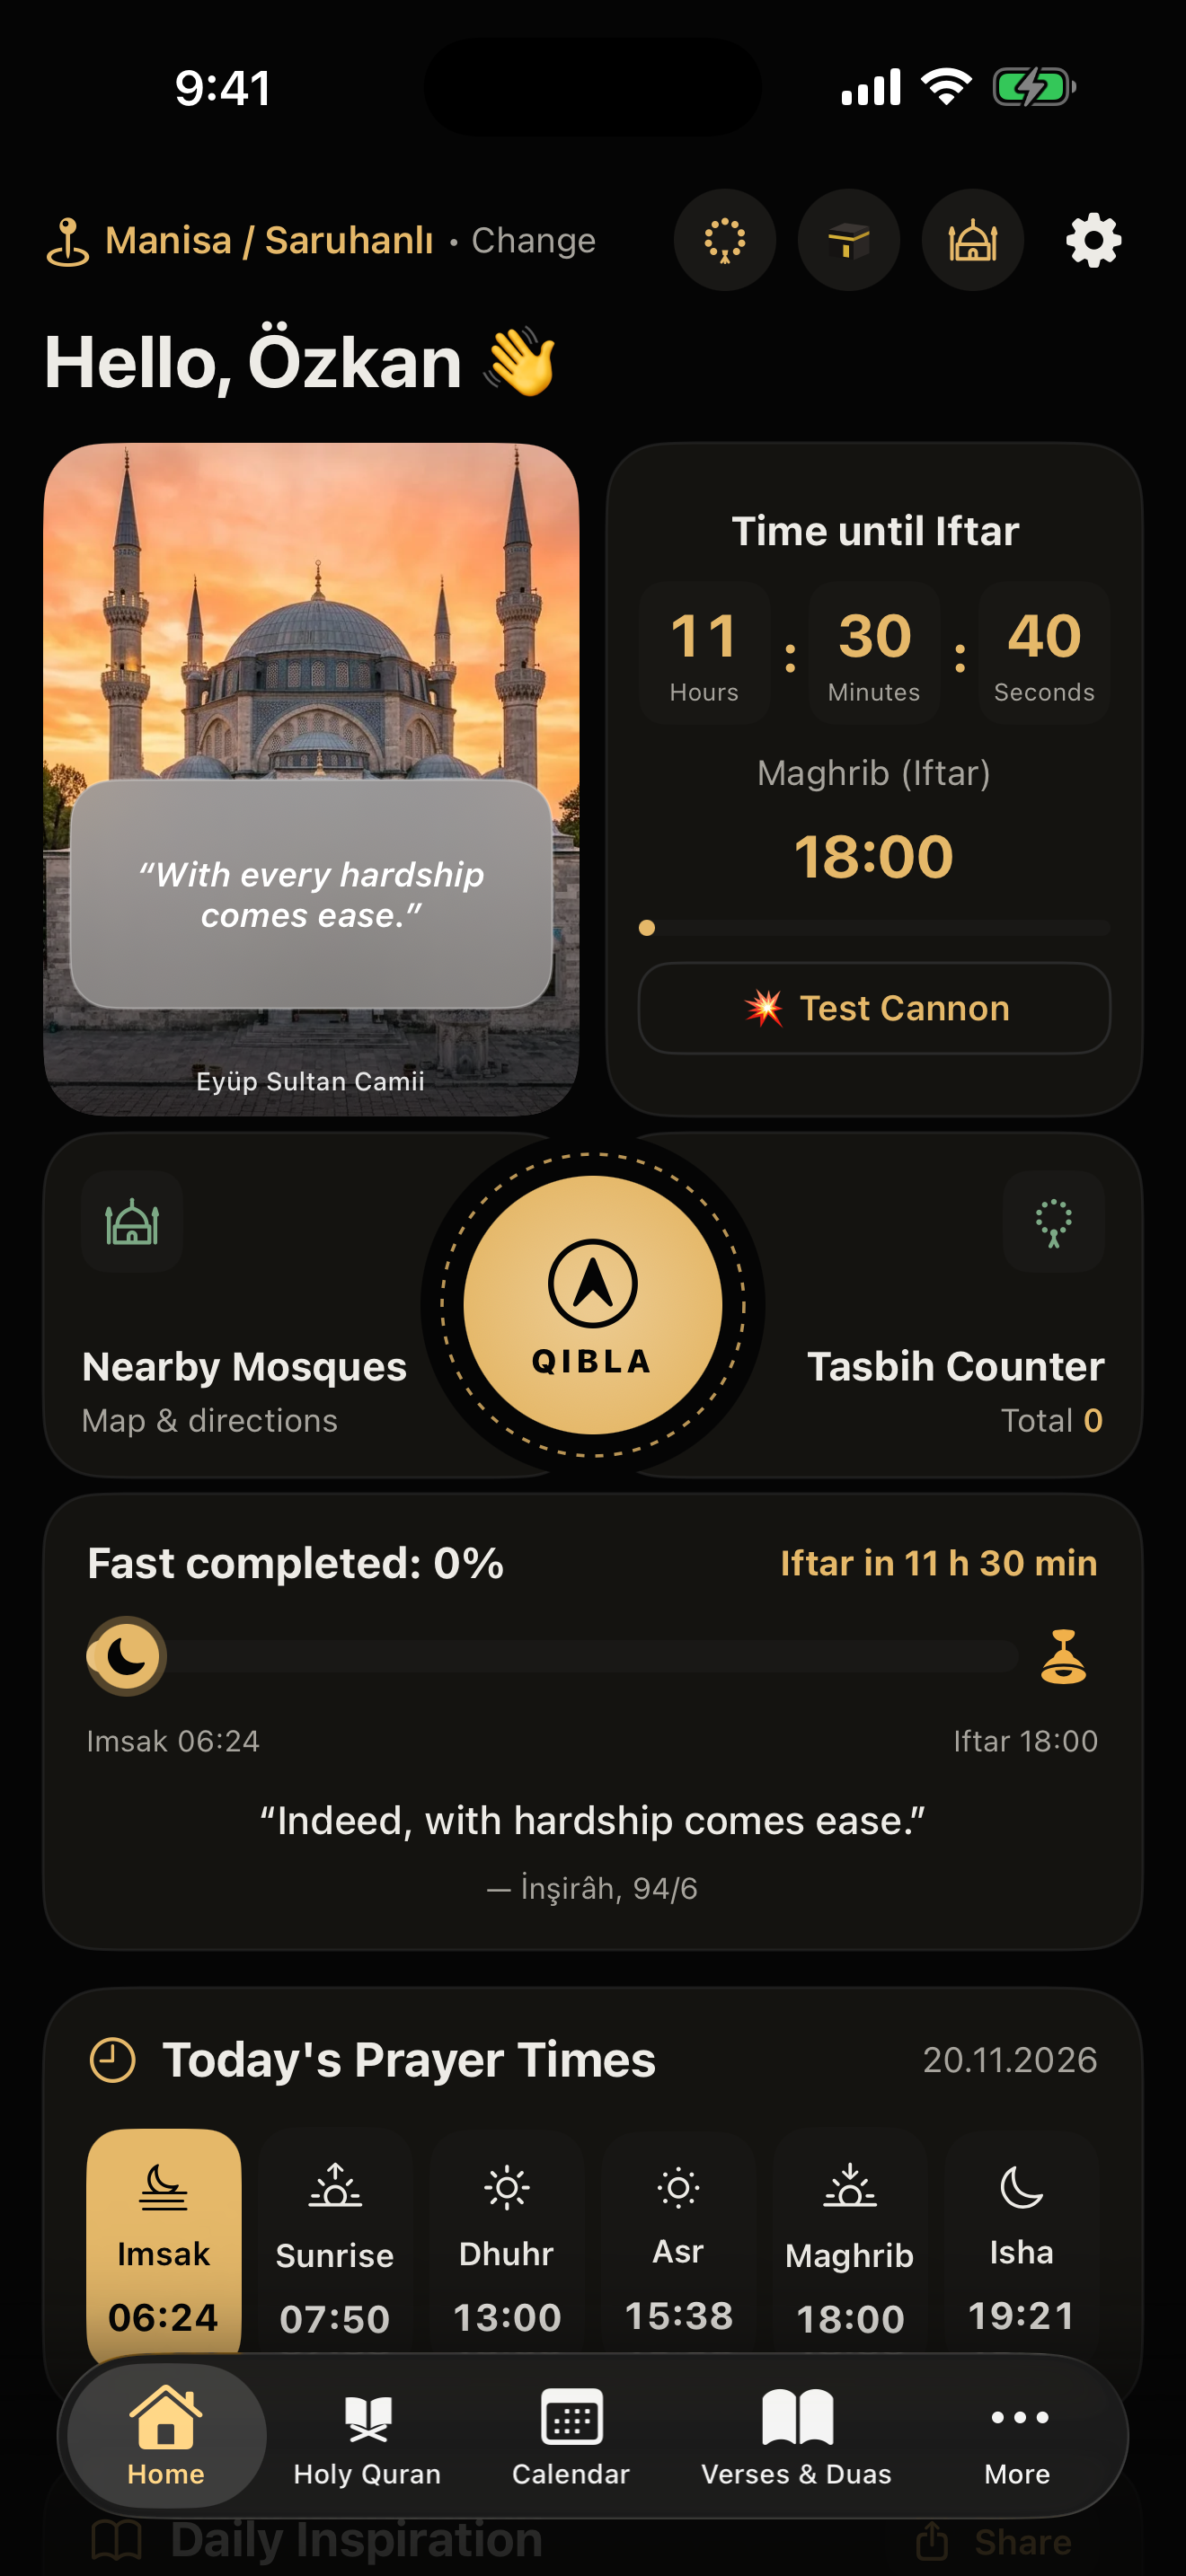 9:41
Manisa / Saruhanlı • Change
Hello, Özkan 👋
“With every hardship
comes ease.”
Eyüp Sultan Camii
Time until Iftar
11 : 30 : 40
Hours Minutes Seconds
Maghrib (Iftar)
18:00
💥 Test Cannon
Nearby Mosques
Map & directions
QIBLA
Tasbih Counter
Total 0
Fast completed: 0%
Iftar in 11 h 30 min
Imsak 06:24
Iftar 18:00
“Indeed, with hardship comes ease.”
— İnşirâh, 94/6
Today's Prayer Times
20.11.2026
Imsak Sunrise Dhuhr Asr Maghrib Isha
06:24 07:50 13:00 15:38 18:00 19:21
Home Holy Quran Calendar Verses & Duas More
Daily Inspiration
Share